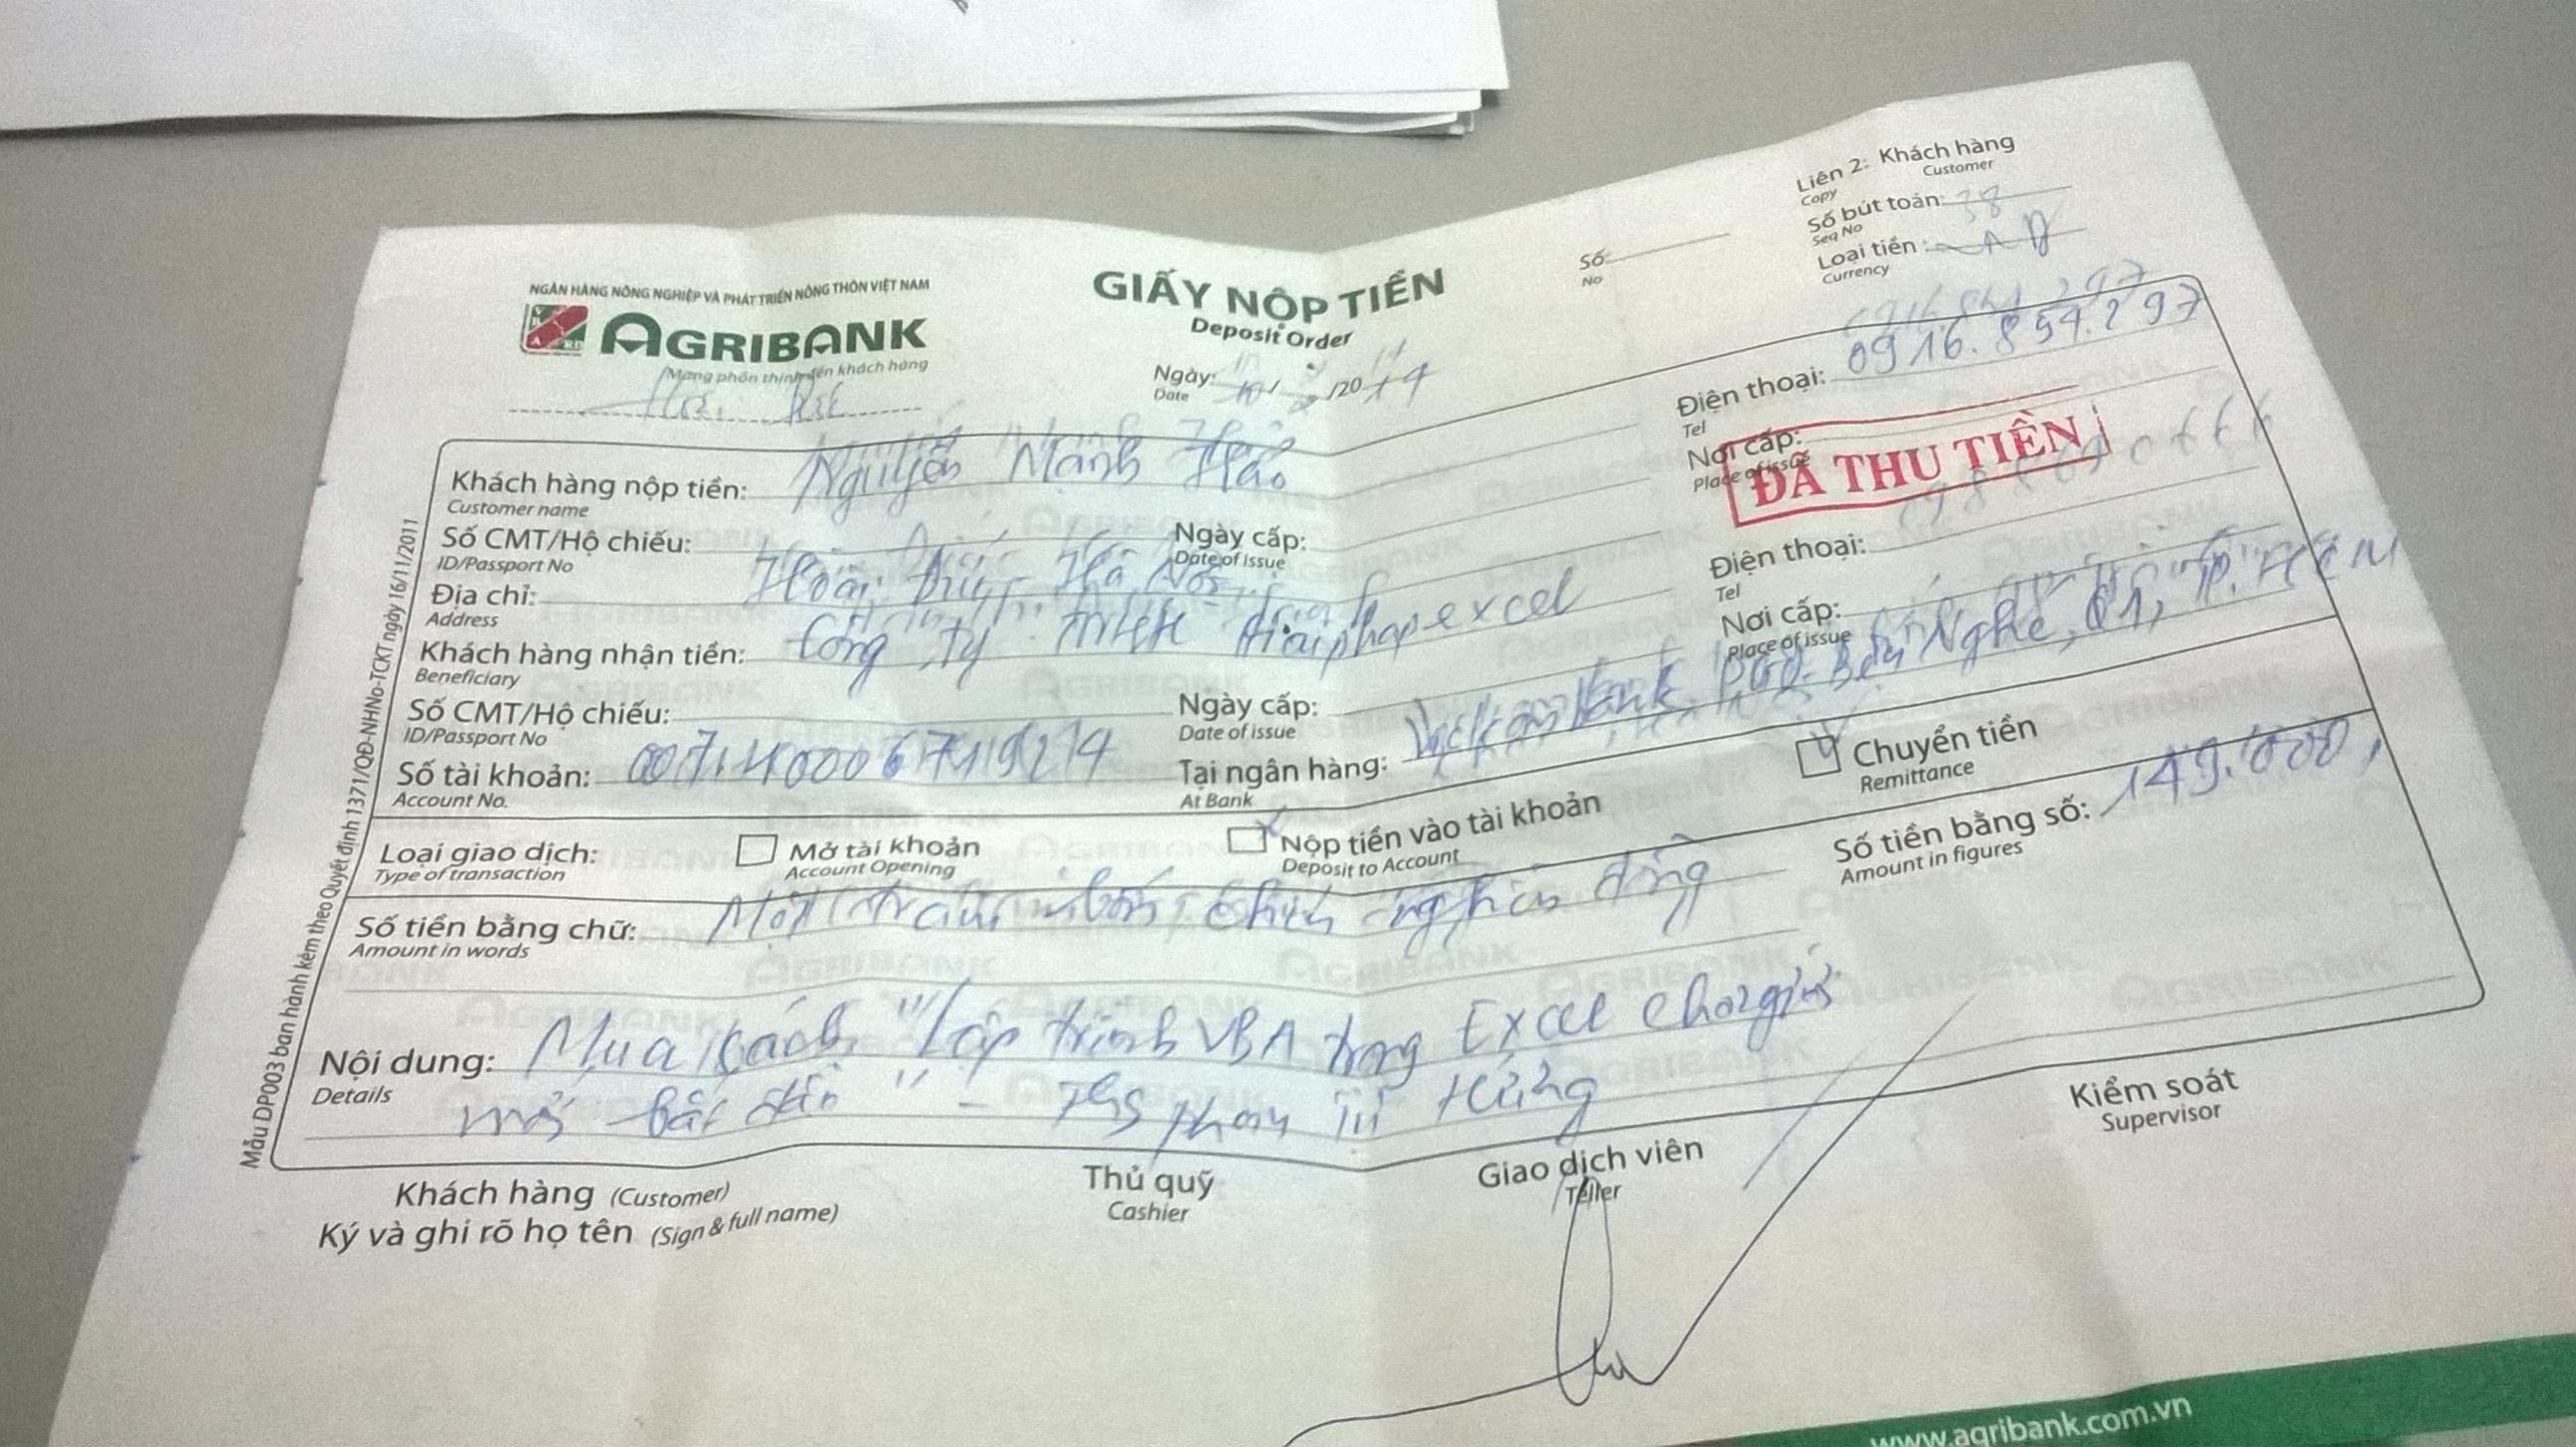 Liên 2: Khách hàng
Copy Customer
Số bút toán: 38
Seq No
Loại tiền:
Currency
Số:
No
NGÂN HÀNG NÔNG NGHIỆP VÀ PHÁT TRIỂN NÔNG THÔN VIỆT NAM
AGRIBANK
Mang phồn thịnh đến khách hàng
GIẤY NỘP TIỀN
Deposit Order
Ngày: 10/ /2014
Date
Khách hàng nộp tiền: Nguyễn Mạnh Hảo Điện thoại: 0916.859.297
Customer name Tel
Số CMT/Hộ chiếu: Ngày cấp: Nơi cấp:
ID/Passport No Date of issue Place of issue
ĐÃ THU TIỀN
Địa chỉ: Hoài Đức, Hà Nội
Address
Khách hàng nhận tiền: Công ty TNHH Giải pháp excel Điện thoại:
Beneficiary Tel
Số CMT/Hộ chiếu: Ngày cấp: Nơi cấp:
ID/Passport No Date of issue Place of issue
Số tài khoản: Tại ngân hàng: Vietcombank, PGD Bến Nghé, Q1, TP.HCM
Account No. At Bank
Loại giao dịch: Mở tài khoản Nộp tiền vào tài khoản Chuyển tiền
Type of transaction Account Opening Deposit to Account Remittance
Số tiền bằng chữ: Một trăm bốn chín nghìn đồng Số tiền bằng số: 149.000,
Amount in words Amount in figures
Nội dung: Mua sách "Lập trình VBA trong Excel cho người
Details
mới bắt đầu" - Ths Phan Tự Hướng
Khách hàng (Customer) Thủ quỹ Giao dịch viên Kiểm soát
Ký và ghi rõ họ tên (Sign & full name) Cashier Teller Supervisor
Mẫu DP003 ban hành kèm theo Quyết định 1371/QĐ-NHNo-TCKT ngày 16/11/2011
www.agribank.com.vn